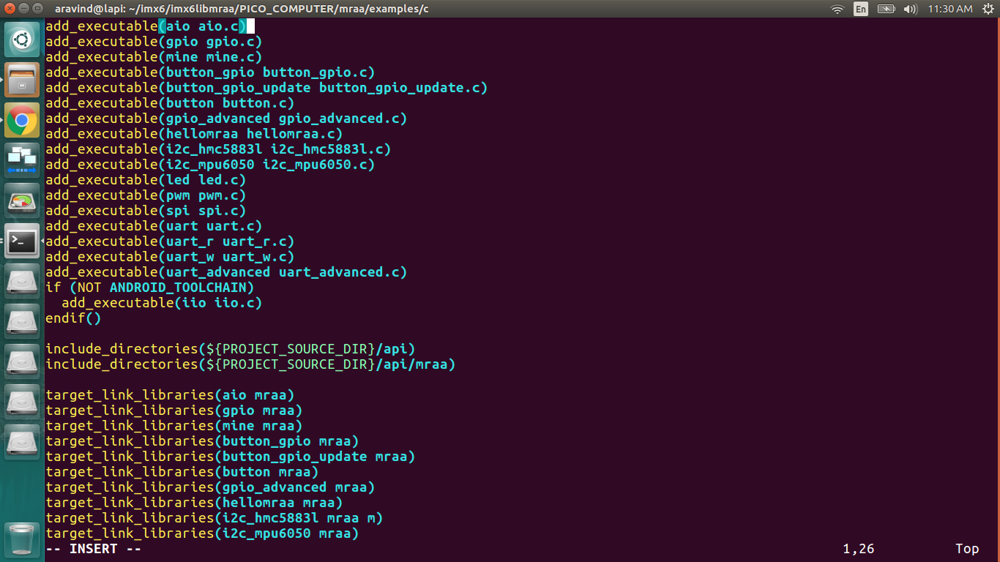 aravind@lapi: ~/imx6/imx6libmraa/PICO_COMPUTER/mraa/examples/c
En
11:30 AM
add_executable(aio aio.c)
add_executable(gpio gpio.c)
add_executable(mine mine.c)
add_executable(button_gpio button_gpio.c)
add_executable(button_gpio_update button_gpio_update.c)
add_executable(button button.c)
add_executable(gpio_advanced gpio_advanced.c)
add_executable(hellomraa hellomraa.c)
add_executable(i2c_hmc5883l i2c_hmc5883l.c)
add_executable(i2c_mpu6050 i2c_mpu6050.c)
add_executable(led led.c)
add_executable(pwm pwm.c)
add_executable(spi spi.c)
add_executable(uart uart.c)
add_executable(uart_r uart_r.c)
add_executable(uart_w uart_w.c)
add_executable(uart_advanced uart_advanced.c)
if (NOT ANDROID_TOOLCHAIN)
  add_executable(iio iio.c)
endif()
include_directories(${PROJECT_SOURCE_DIR}/api)
include_directories(${PROJECT_SOURCE_DIR}/api/mraa)
target_link_libraries(aio mraa)
target_link_libraries(gpio mraa)
target_link_libraries(mine mraa)
target_link_libraries(button_gpio mraa)
target_link_libraries(button_gpio_update mraa)
target_link_libraries(button mraa)
target_link_libraries(gpio_advanced mraa)
target_link_libraries(hellomraa mraa)
target_link_libraries(i2c_hmc5883l mraa m)
target_link_libraries(i2c_mpu6050 mraa)
-- INSERT -- 1,26 Top